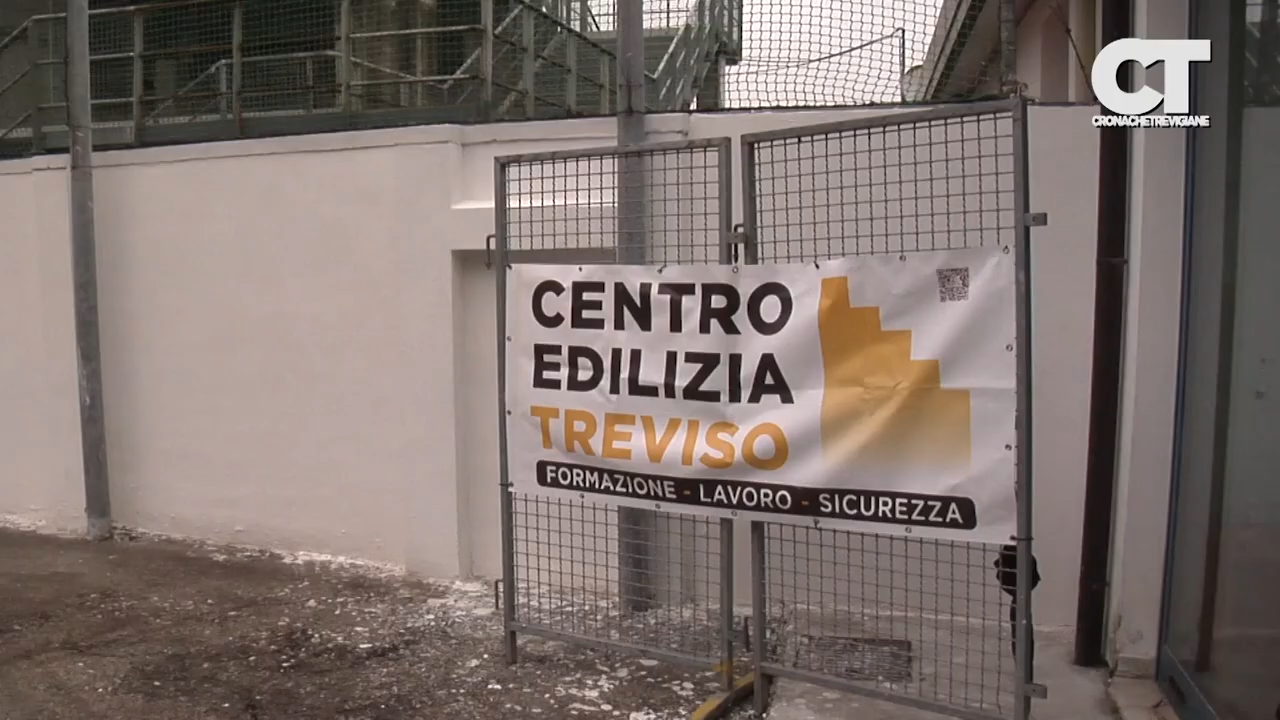 CT
CRONACHETREVIGIANE
CENTRO
EDILIZIA
TREVISO
FORMAZIONE - LAVORO - SICUREZZA